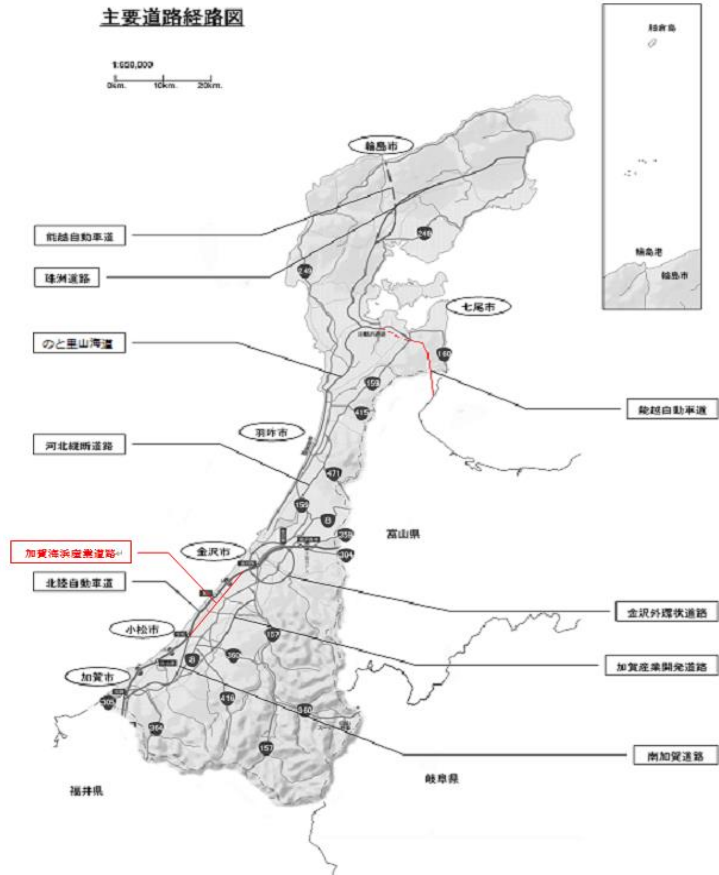 主要道路経路図
1:650,000
0km. 10km. 20km.
舳倉島
輪島港
輪島市
輪島市
能越自動車道
249
珠洲道路
249
七尾市
のと里山海道
160
159
能越自動車道
415
羽咋市
河北縦断道路
471
159
8
359
富山県
304
加賀海浜産業道路
金沢市
北陸自動車道
金沢外環状道路
小松市
157
加賀産業開発道路
8
360
加賀市
416
305
360
364
157
南加賀道路
岐阜県
福井県